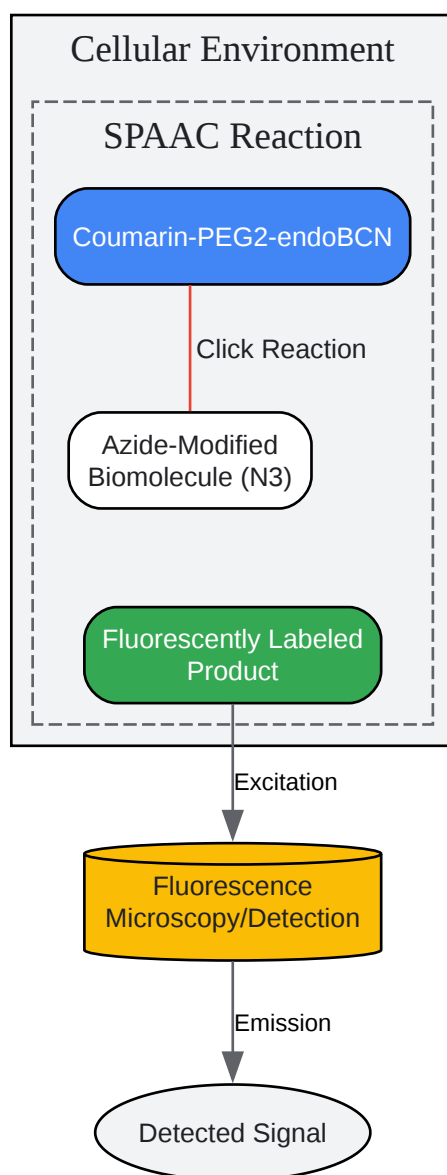 Cellular Environment
SPAAC Reaction
Coumarin-PEG2-endoBCN
Click Reaction
Azide-Modified
Biomolecule (N3)
Fluorescently Labeled
Product
Excitation
Fluorescence
Microscopy/Detection
Emission
Detected Signal